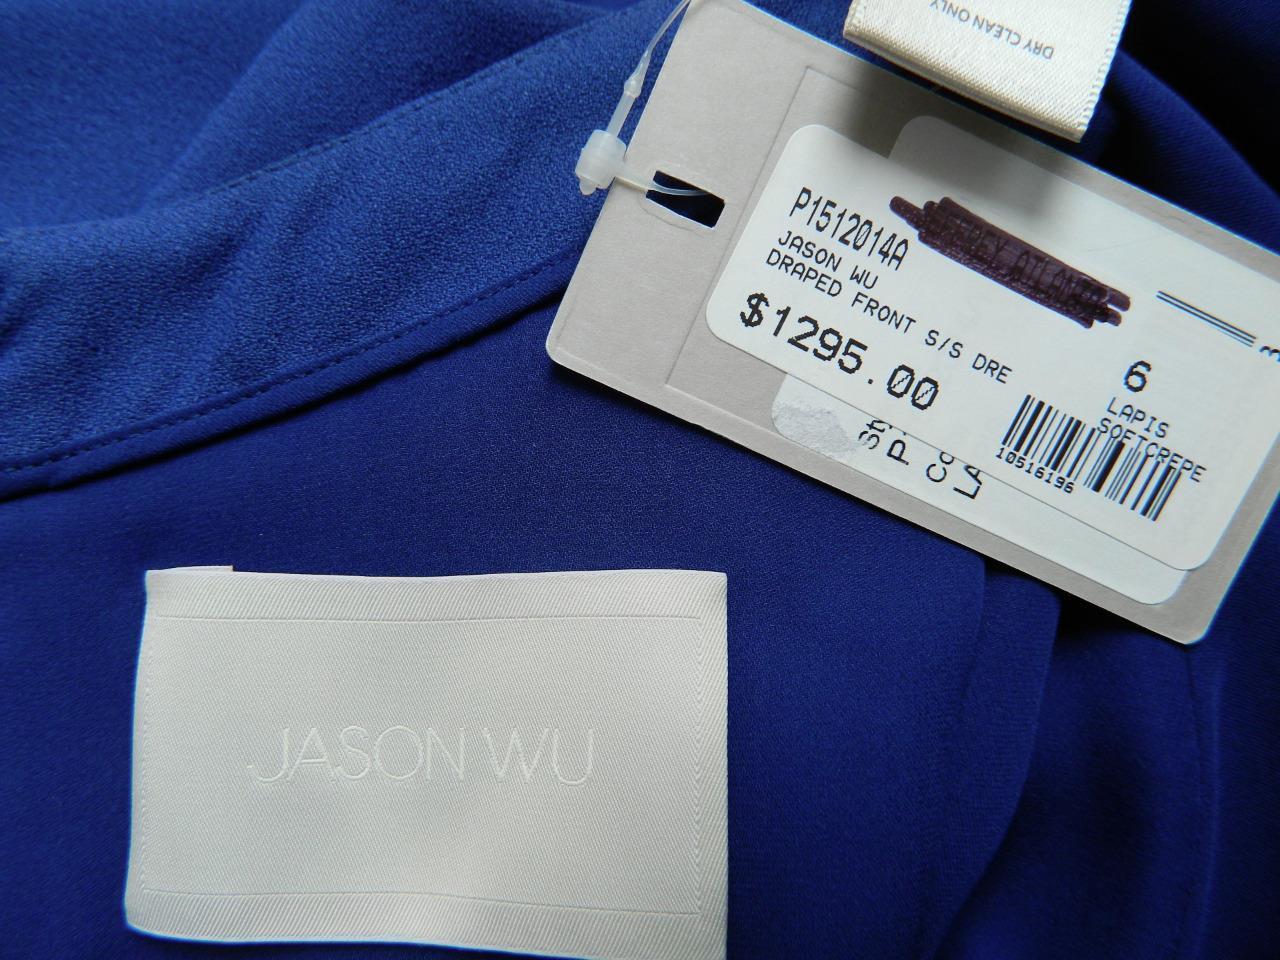 DRY CLEAN ONLY
P1512014A
JASON WU
DRAPED FRONT S/S DRE
$1295.00
6
LAPIS
SOFTCREPE
10516196
JASON WU